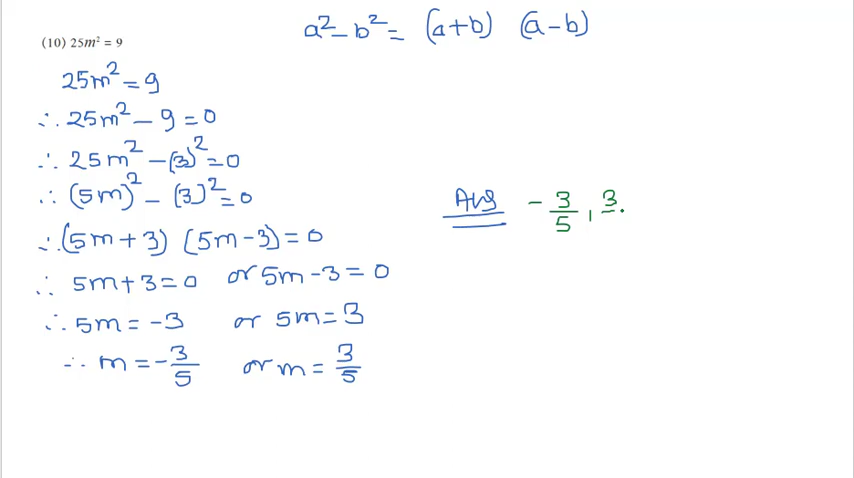 a² - b² = (a+b) (a-b)
(10) 25m² = 9
25m² = 9
∴ 25m² - 9 = 0
∴ 25m² - (3)² = 0
∴ (5m)² - (3)² = 0
∴ (5m + 3) (5m - 3) = 0
∴ 5m + 3 = 0 or 5m - 3 = 0
∴ 5m = -3 or 5m = 3
∴ m = -3/5 or m = 3/5
Ans - 3/5 , 3.